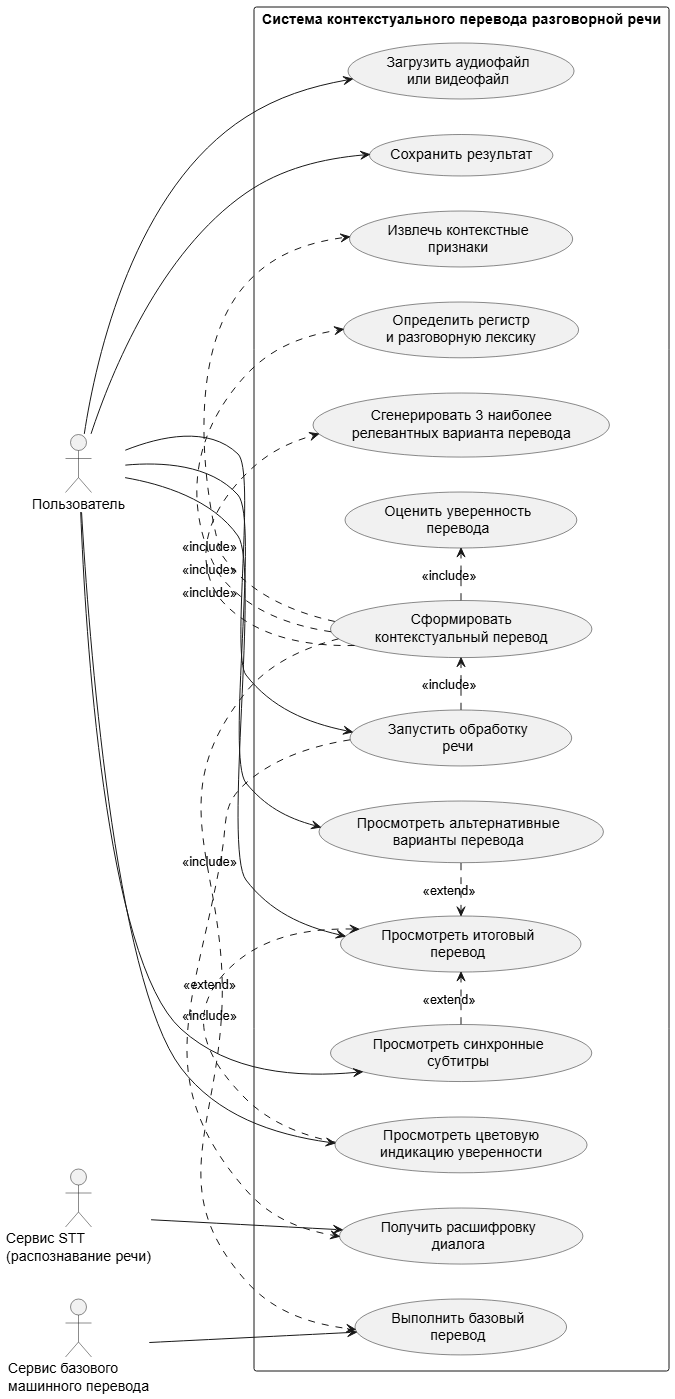 Система контекстуального перевода разговорной речи
Загрузить аудиофайл
или видеофайл
Сохранить результат
Извлечь контекстные
признаки
Определить регистр
и разговорную лексику
Сгенерировать 3 наиболее
релевантных варианта перевода
Пользователь
Оценить уверенность
перевода
«include»
«include»
«include»
«include»
Сформировать
контекстуальный перевод
«include»
Запустить обработку
речи
Просмотреть альтернативные
варианты перевода
«include»
«extend»
Просмотреть итоговый
перевод
«extend»
«extend»
«include»
Просмотреть синхронные
субтитры
Просмотреть цветовую
индикацию уверенности
Сервис STT
(распознавание речи)
Получить расшифровку
диалога
Выполнить базовый
перевод
Сервис базового
машинного перевода